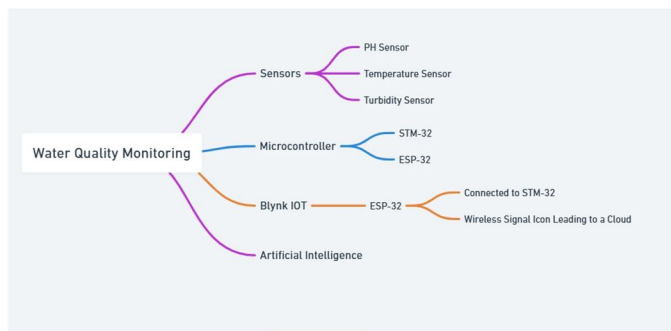 Water Quality Monitoring
Sensors
PH Sensor
Temperature Sensor
Turbidity Sensor
Microcontroller
STM-32
ESP-32
Blynk IOT
ESP-32
Connected to STM-32
Wireless Signal Icon Leading to a Cloud
Artificial Intelligence